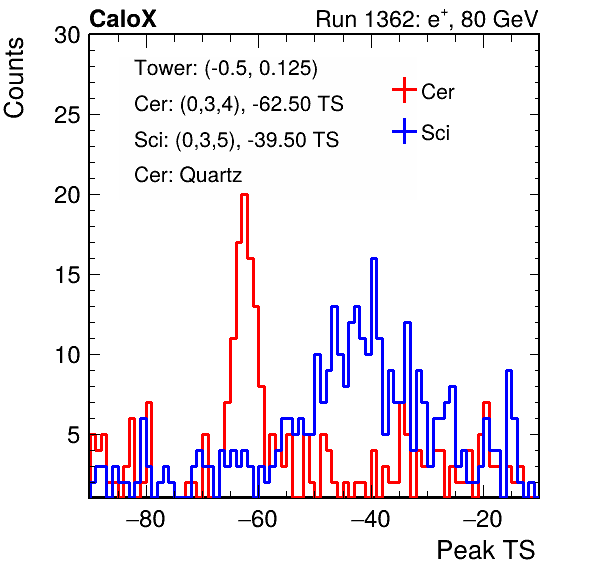 CaloX Run 1362: e⁺, 80 GeV
Counts
30
25
20
15
10
5
Tower: (-0.5, 0.125)
Cer: (0,3,4), -62.50 TS
Sci: (0,3,5), -39.50 TS
Cer: Quartz
Cer
Sci
−80 −60 −40 −20
Peak TS